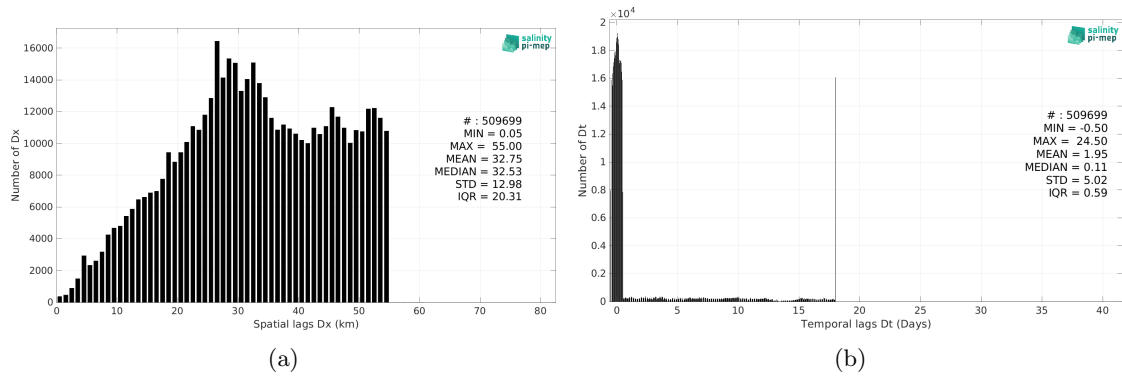 16000
14000
12000
10000
8000
6000
4000
2000
0
Number of Dx
salinity
pi-mep
# : 509699
MIN = 0.05
MAX = 55.00
MEAN = 32.75
MEDIAN = 32.53
STD = 12.98
IQR = 20.31
0 10 20 30 40 50 60 70 80
Spatial lags Dx (km)
(a)
×10⁴
2
1.8
1.6
1.4
1.2
1
0.8
0.6
0.4
0.2
0
Number of Dt
salinity
pi-mep
# : 509699
MIN = -0.50
MAX = 24.50
MEAN = 1.95
MEDIAN = 0.11
STD = 5.02
IQR = 0.59
0 5 10 15 20 25 30 35 40
Temporal lags Dt (Days)
(b)